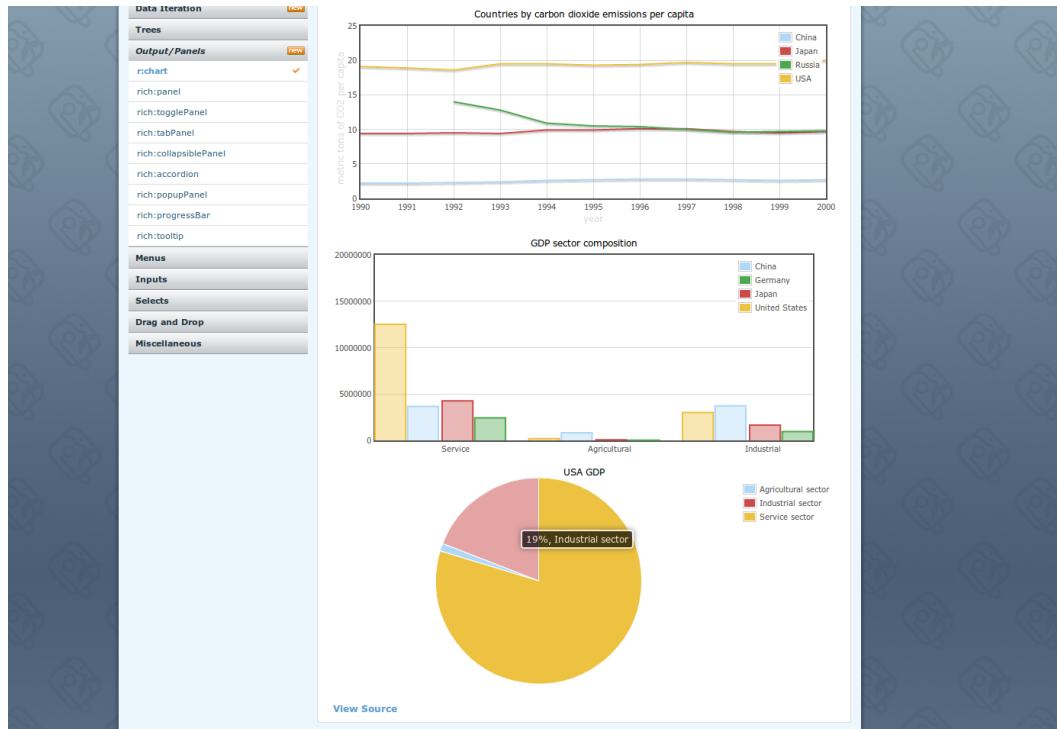 Data Iteration new
Trees
Output/Panels new
r:chart
rich:panel
rich:togglePanel
rich:tabPanel
rich:collapsiblePanel
rich:accordion
rich:popupPanel
rich:progressBar
rich:tooltip
Menus
Inputs
Selects
Drag and Drop
Miscellaneous
Countries by carbon dioxide emissions per capita
25
20
15
10
5
0
metric tons of CO2 per capita
China
Japan
Russia
USA
1990 1991 1992 1993 1994 1995 1996 1997 1998 1999 2000
year
GDP sector composition
20000000
15000000
10000000
5000000
0
China
Germany
Japan
United States
Service Agricultural Industrial
USA GDP
Agricultural sector
Industrial sector
Service sector
19%, Industrial sector
View Source